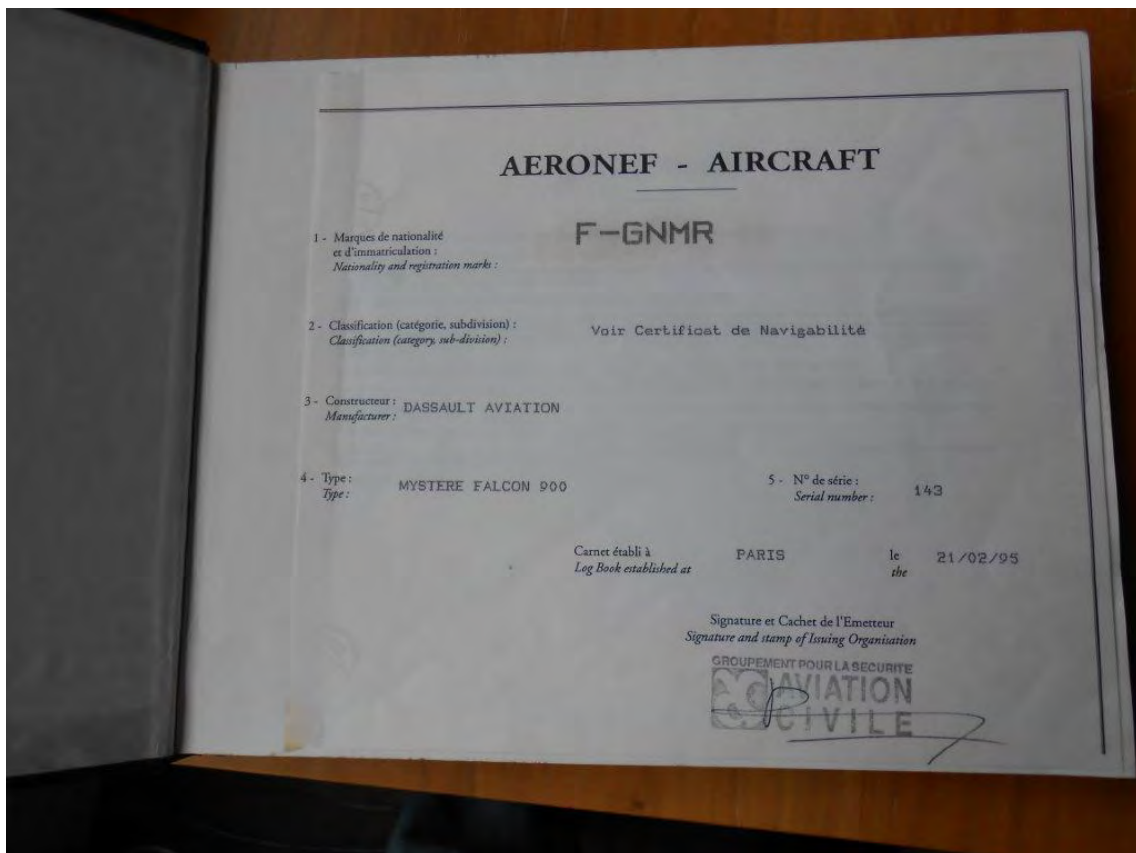 AERONEF - AIRCRAFT
1 - Marques de nationalité
et d'immatriculation :
Nationality and registration marks :
F-GNMR
2 - Classification (catégorie, subdivision) :
Classification (category, sub-division) :
Voir Certificat de Navigabilité
3 - Constructeur :
Manufacturer :
DASSAULT AVIATION
4 - Type :
Type :
MYSTERE FALCON 900
5 - N° de série :
Serial number :
143
Carnet établi à
Log Book established at
PARIS
le
the
21/02/95
Signature et Cachet de l'Emetteur
Signature and stamp of Issuing Organisation
GROUPEMENT POUR LA SECURITE
AVIATION
CIVILE